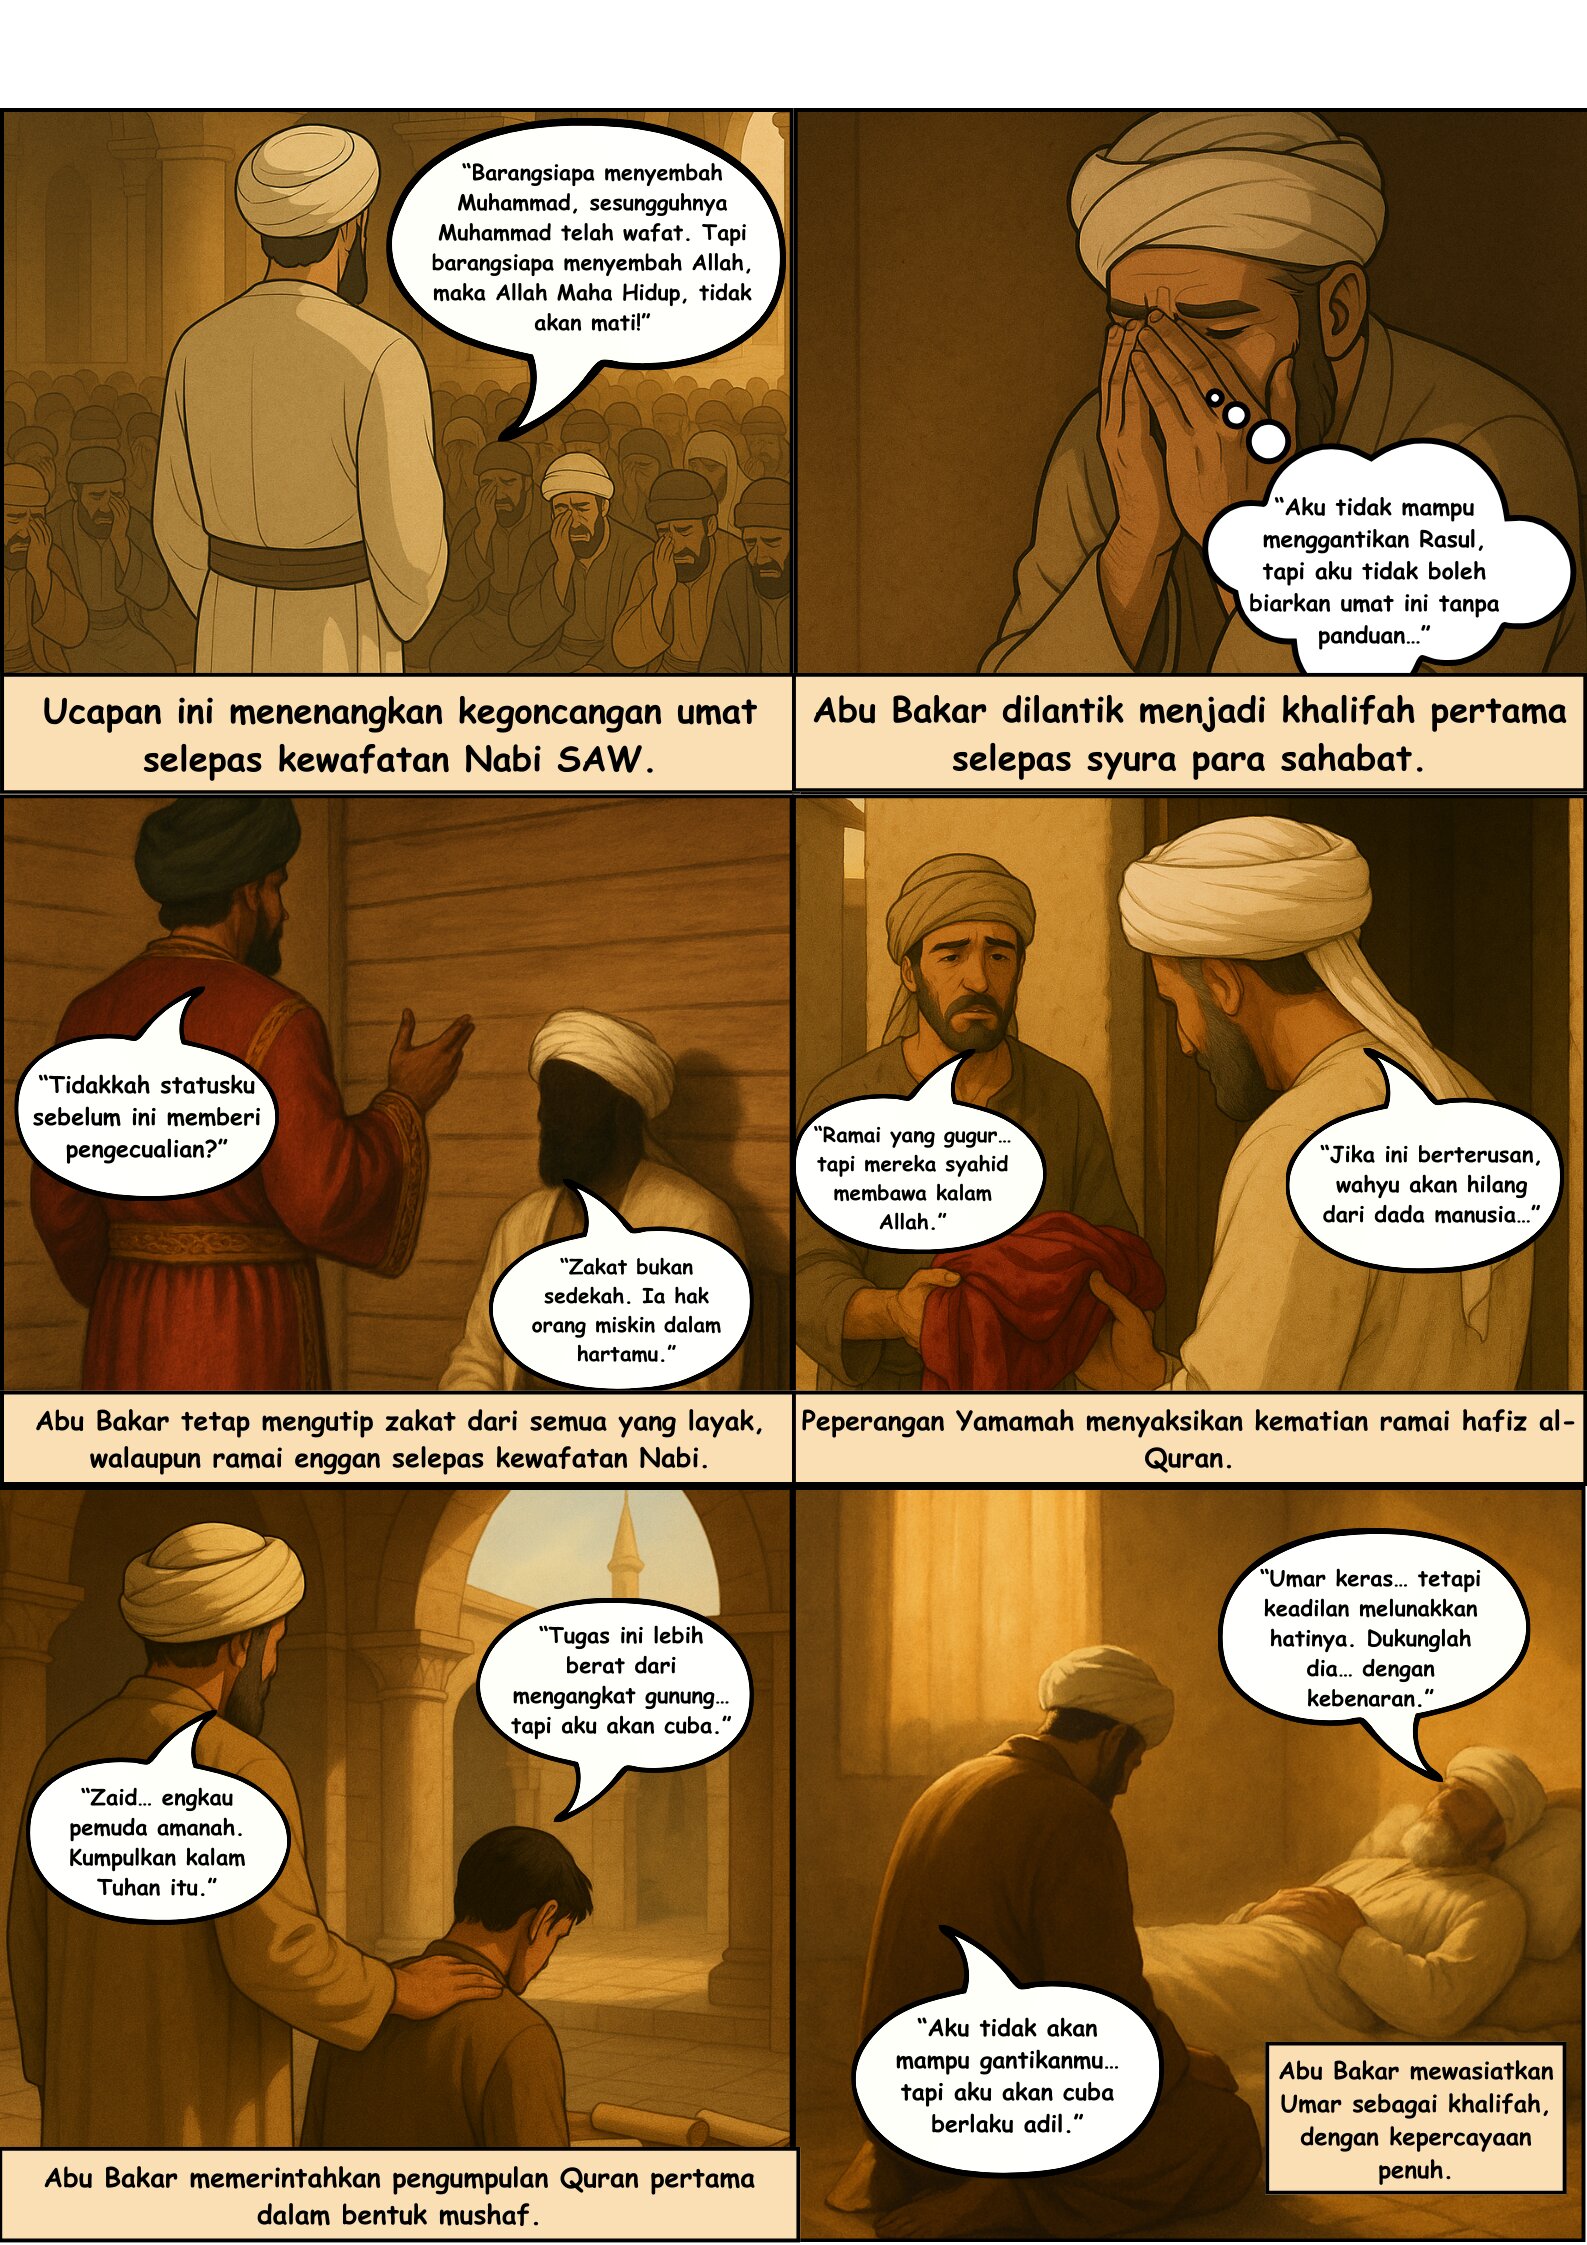 “Barangsiapa menyembah
Muhammad, sesungguhnya
Muhammad telah wafat. Tapi
barangsiapa menyembah Allah,
maka Allah Maha Hidup, tidak
akan mati!”
Ucapan ini menenangkan kegoncangan umat
selepas kewafatan Nabi SAW.
“Aku tidak mampu
menggantikan Rasul,
tapi aku tidak boleh
biarkan umat ini tanpa
panduan…”
Abu Bakar dilantik menjadi khalifah pertama
selepas syura para sahabat.
“Tidakkah statusku
sebelum ini memberi
pengecualian?”
“Zakat bukan
sedekah. Ia hak
orang miskin dalam
hartamu.”
Abu Bakar tetap mengutip zakat dari semua yang layak,
walaupun ramai enggan selepas kewafatan Nabi.
“Ramai yang gugur…
tapi mereka syahid
membawa kalam
Allah.”
“Jika ini berterusan,
wahyu akan hilang
dari dada manusia…”
Peperangan Yamamah menyaksikan kematian ramai hafiz al-
Quran.
“Zaid… engkau
pemuda amanah.
Kumpulkan kalam
Tuhan itu.”
“Tugas ini lebih
berat dari
mengangkat gunung…
tapi aku akan cuba.”
Abu Bakar memerintahkan pengumpulan Quran pertama
dalam bentuk mushaf.
“Umar keras… tetapi
keadilan melunakkan
hatinya. Dukunglah
dia… dengan
kebenaran.”
“Aku tidak akan
mampu gantikanmu…
tapi aku akan cuba
berlaku adil.”
Abu Bakar mewasiatkan
Umar sebagai khalifah,
dengan kepercayaan
penuh.